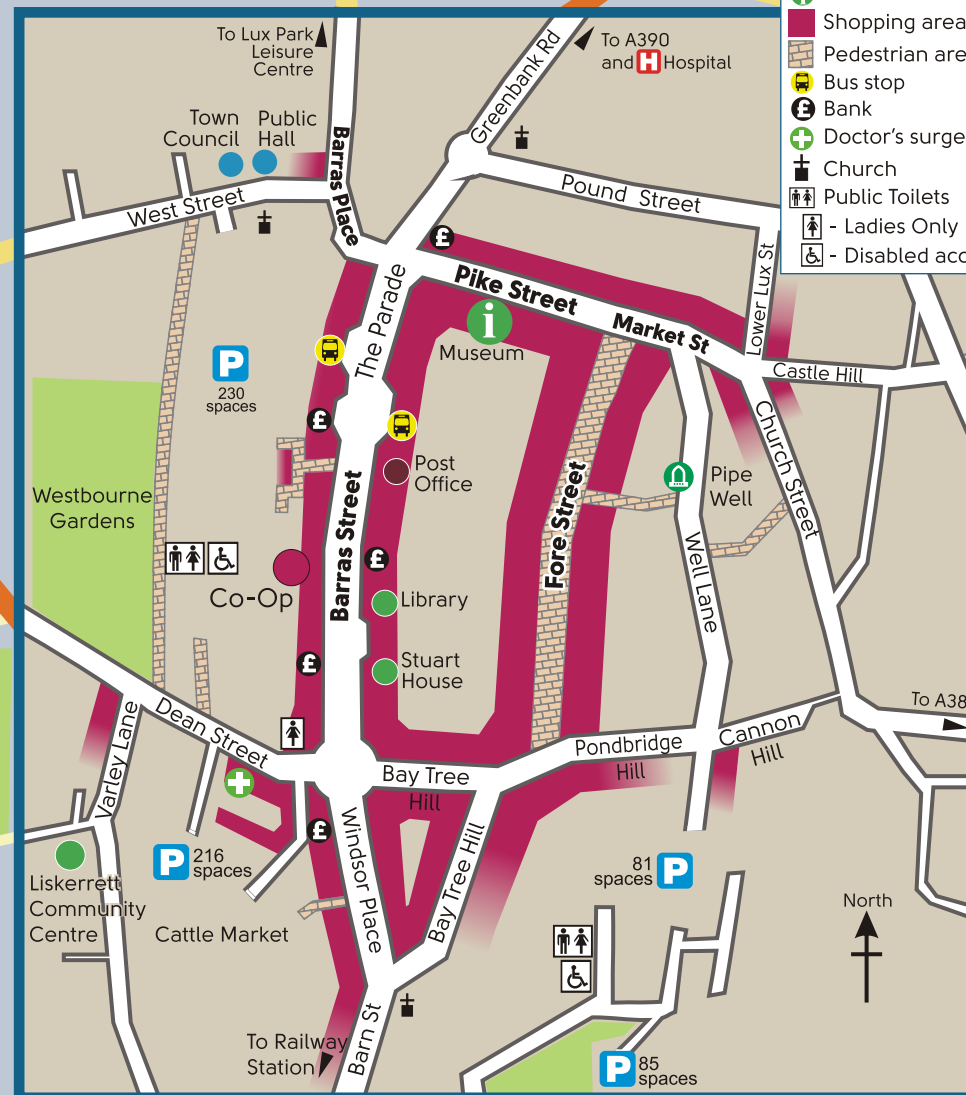 To Lux Park
Leisure
Centre
To A390
and H Hospital
Shopping area
Pedestrian are
Bus stop
£ Bank
Doctor's surge
Church
Public Toilets
- Ladies Only
- Disabled acc
Town
Council
Public
Hall
Greenbank Rd
Barras Place
West Street
Pound Street
Lower Lux St
£
Pike Street
Market St
i
Museum
The Parade
Castle Hill
P
230
spaces
£
Church Street
Post
Office
Pipe
Well
Westbourne
Gardens
Barras Street
Fore Street
£
Co-Op
Library
Well Lane
£
Stuart
House
To A38
Dean Street
Varley Lane
Bay Tree
Hill
Pondbridge
Hill
Cannon
Hill
£
Windsor Place
Bay Tree Hill
P 216
spaces
81
spaces P
Liskerrett
Community
Centre
Cattle Market
North
To Railway
Station
Barn St
P 85
spaces